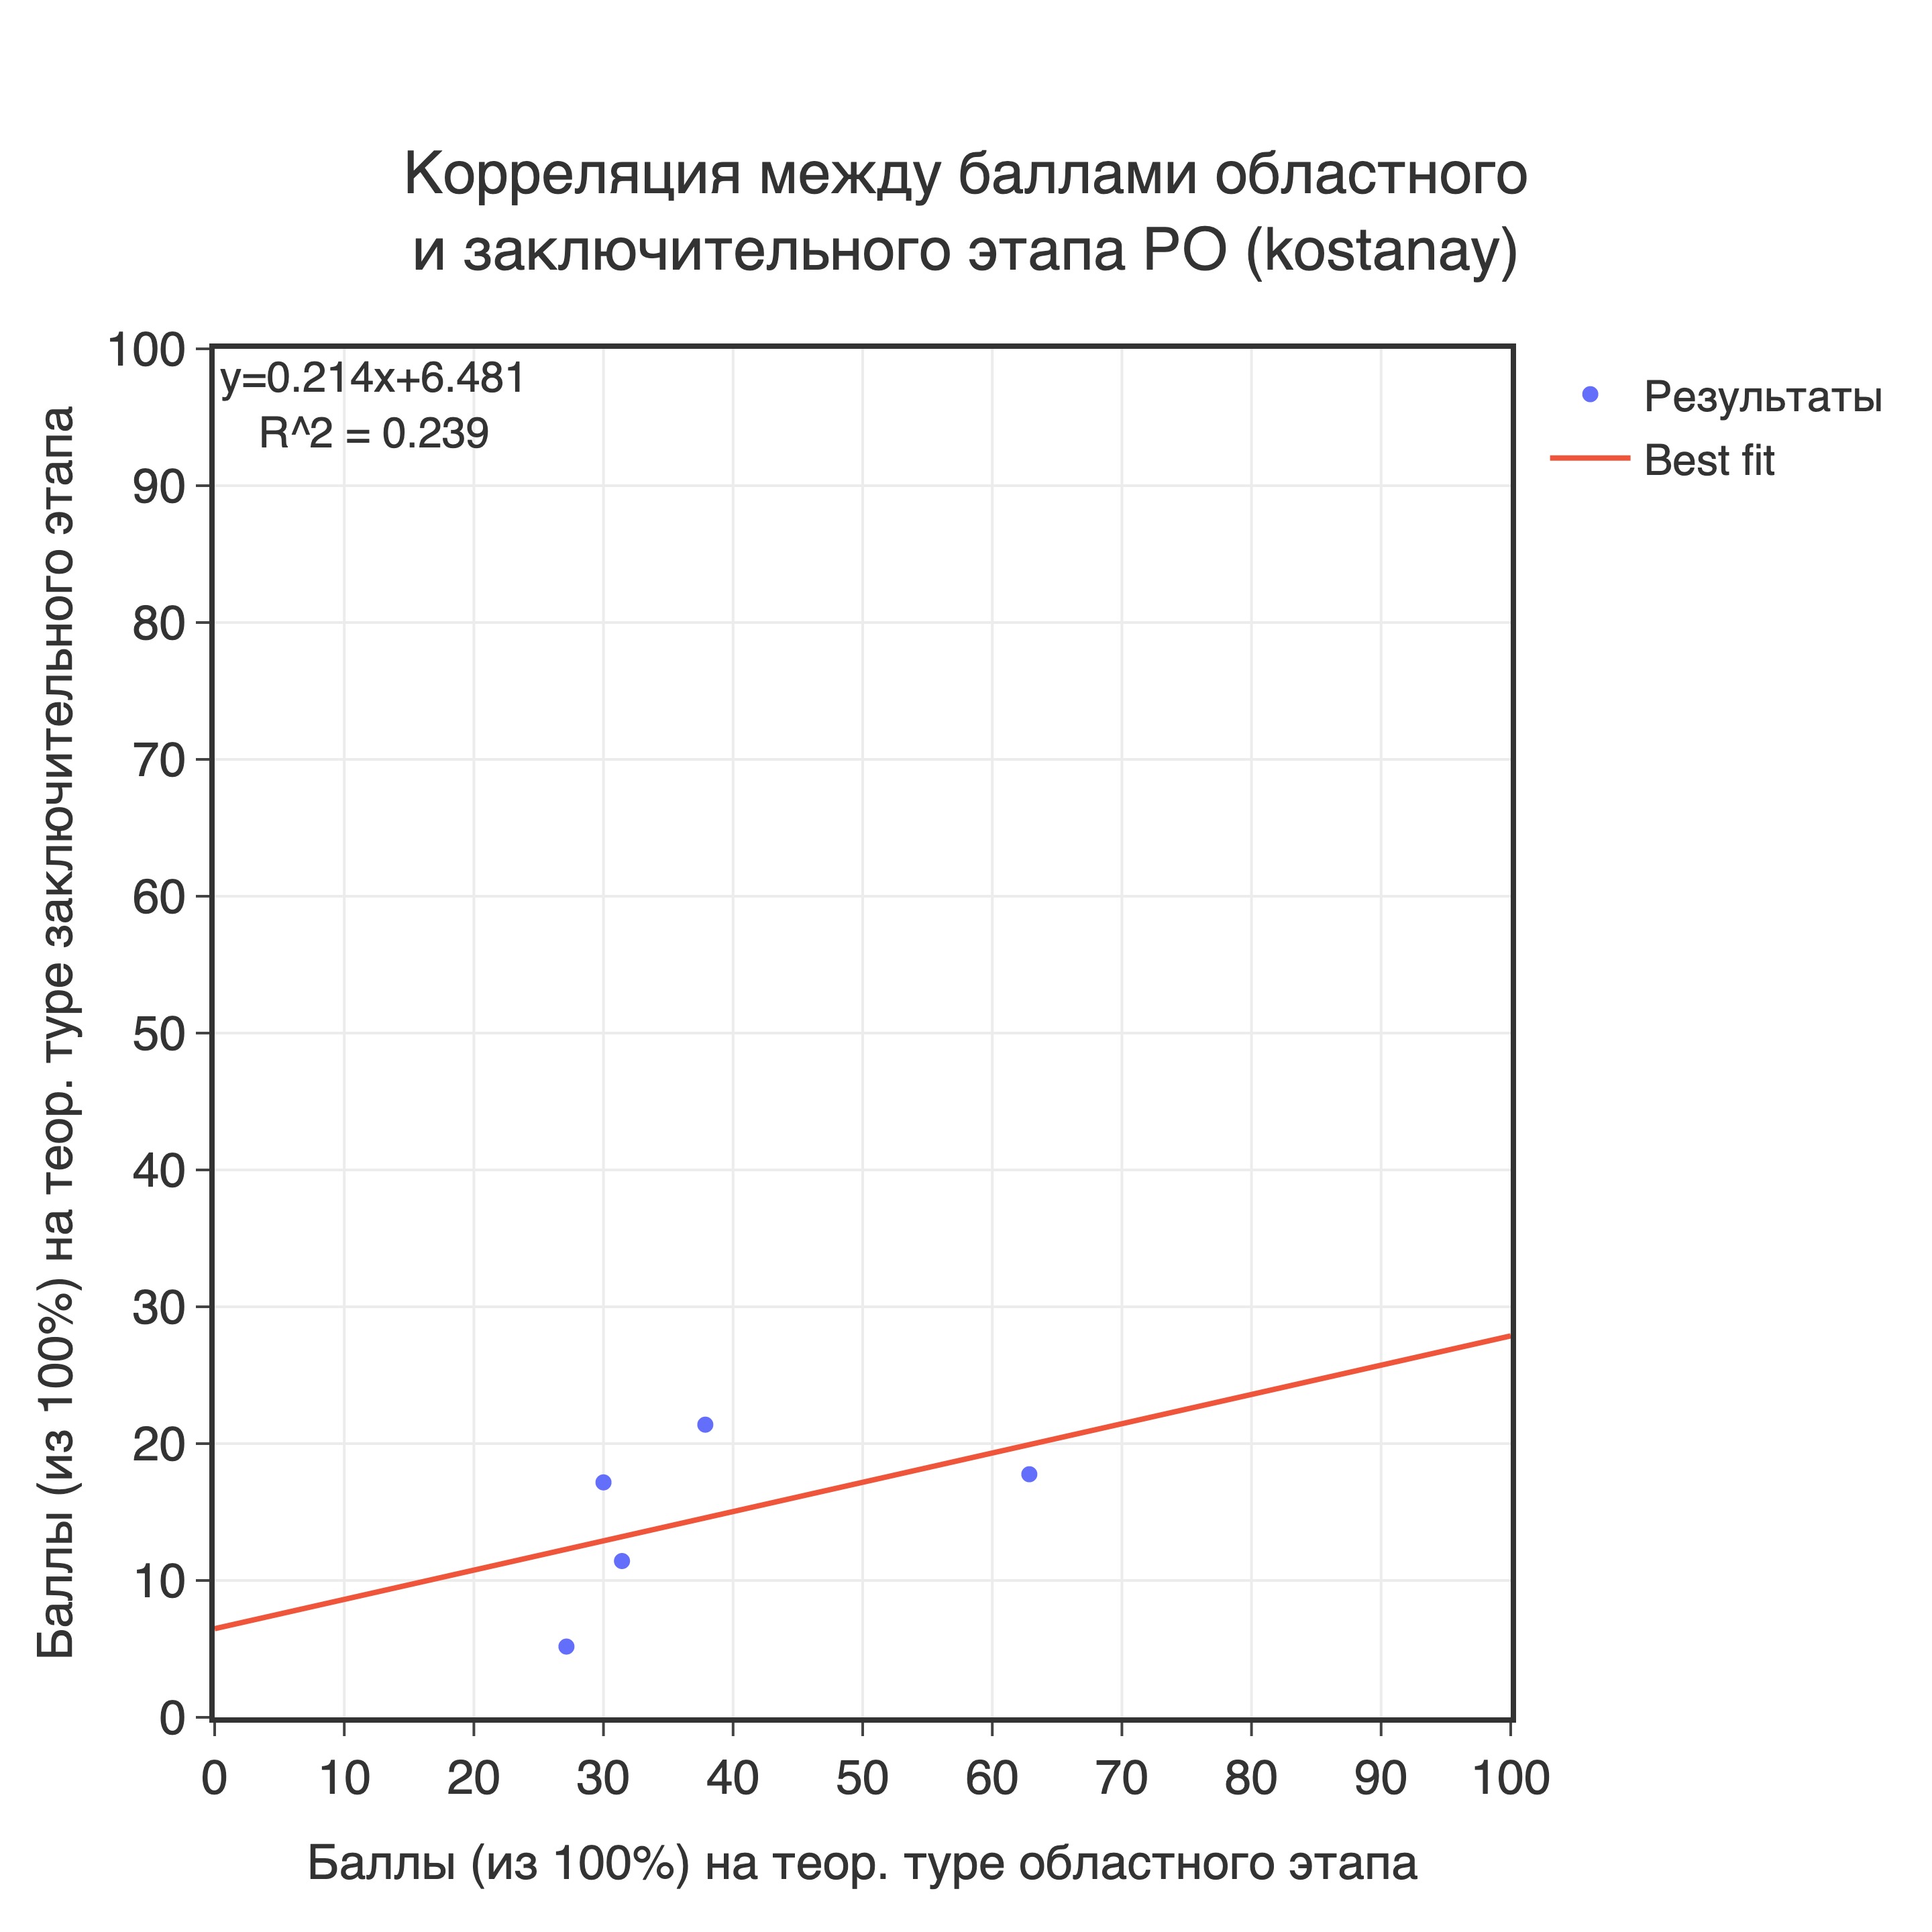 Корреляция между баллами областного
и заключительного этапа РО (kostanay)
y=0.214x+6.481
R^2 = 0.239
Результаты
Best fit
Баллы (из 100%) на теор. туре заключительного этапа
100
90
80
70
60
50
40
30
20
10
0
0 10 20 30 40 50 60 70 80 90 100
Баллы (из 100%) на теор. туре областного этапа